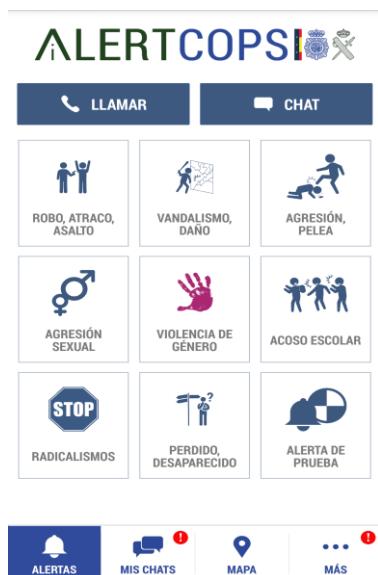 ALERTCOPS
LLAMAR
CHAT
ROBO, ATRACO,
ASALTO
VANDALISMO,
DAÑO
AGRESIÓN,
PELEA
AGRESIÓN
SEXUAL
VIOLENCIA DE
GÉNERO
ACOSO ESCOLAR
STOP
RADICALISMOS
?
PERDIDO,
DESAPARECIDO
ALERTA DE
PRUEBA
ALERTAS
!
MIS CHATS
MAPA
!
MÁS